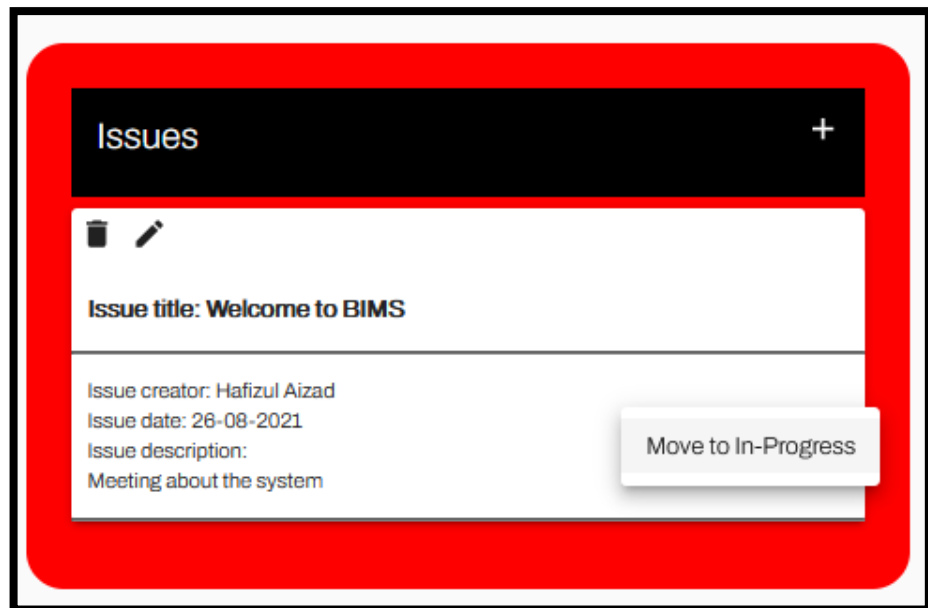 Issues
Issue title: Welcome to BIMS
Issue creator: Hafizul Aizad
Issue date: 26-08-2021
Issue description:
Move to In-Progress
Meeting about the system